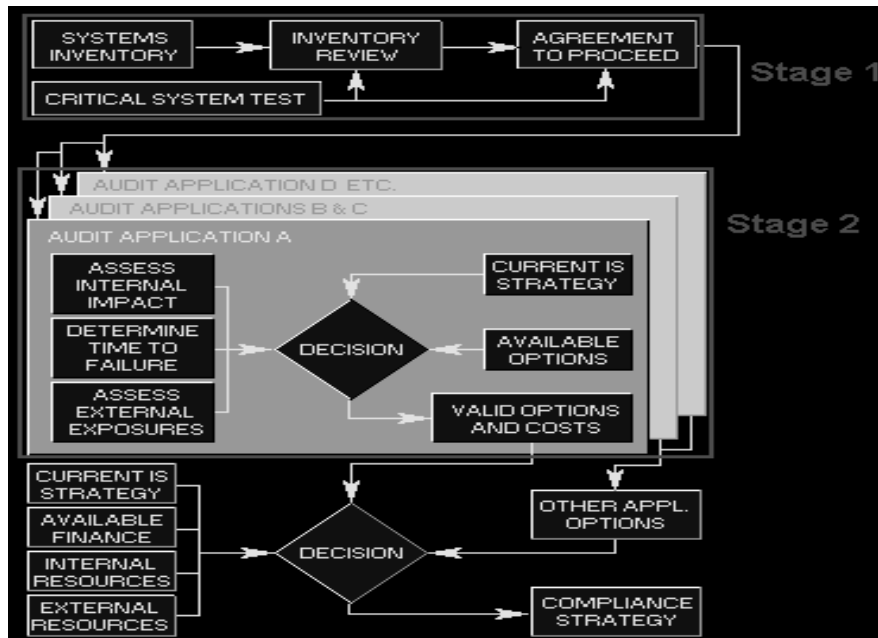 SYSTEMS
INVENTORY
INVENTORY
REVIEW
AGREEMENT
TO PROCEED
Stage 1
CRITICAL SYSTEM TEST
AUDIT APPLICATION D ETC.
AUDIT APPLICATIONS B & C
Stage 2
AUDIT APPLICATION A
ASSESS
INTERNAL
IMPACT
CURRENT IS
STRATEGY
DETERMINE
TIME TO
FAILURE
DECISION
AVAILABLE
OPTIONS
ASSESS
EXTERNAL
EXPOSURES
VALID OPTIONS
AND COSTS
CURRENT IS
STRATEGY
OTHER APPL.
OPTIONS
AVAILABLE
FINANCE
DECISION
INTERNAL
RESOURCES
EXTERNAL
RESOURCES
COMPLIANCE
STRATEGY